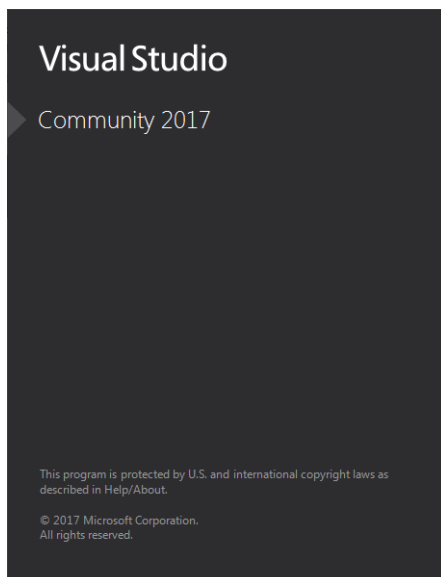 Visual Studio
Community 2017
This program is protected by U.S. and international copyright laws as
described in Help/About.
© 2017 Microsoft Corporation.
All rights reserved.